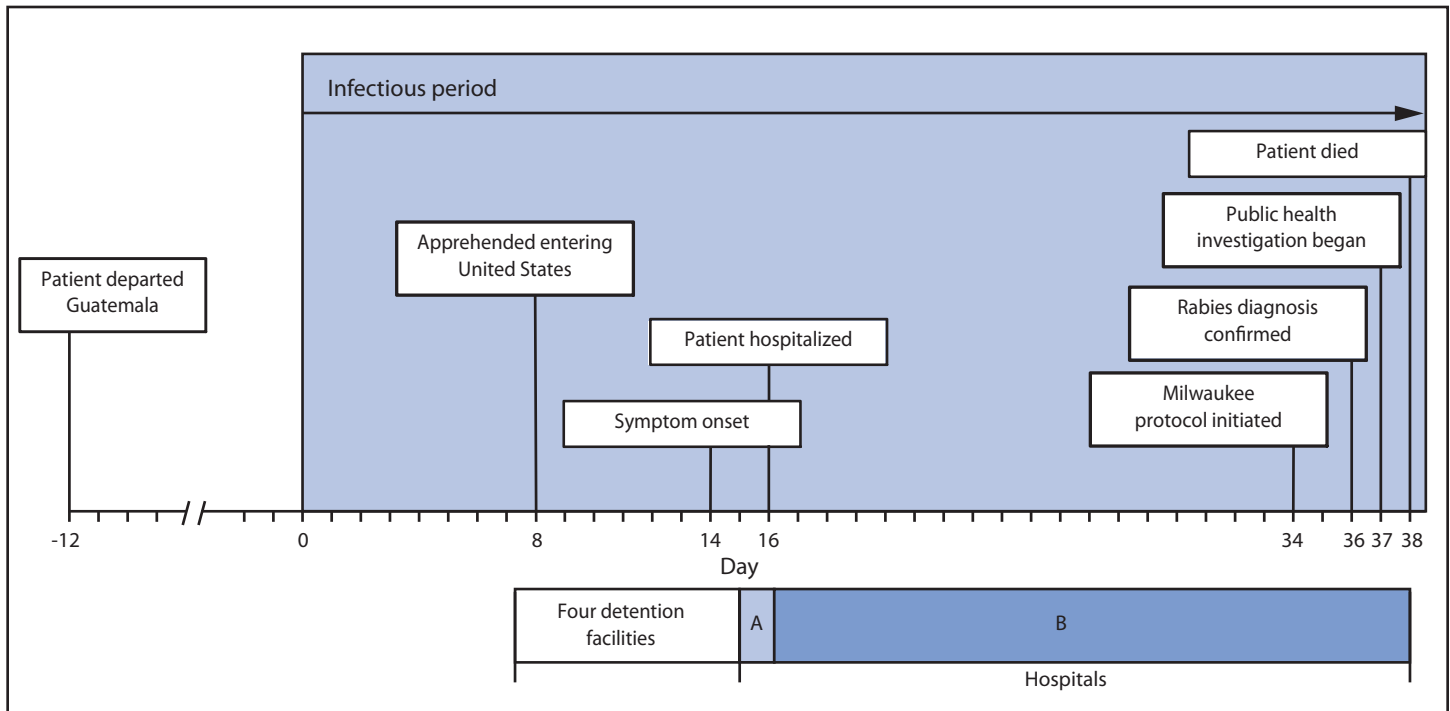 Infectious period
Patient died
Public health
investigation began
Apprehended entering
United States
Patient departed
Guatemala
Rabies diagnosis
confirmed
Patient hospitalized
Milwaukee
protocol initiated
Symptom onset
-12 0 8 14 16 34 36 37 38
Day
Four detention
facilities
A
B
Hospitals